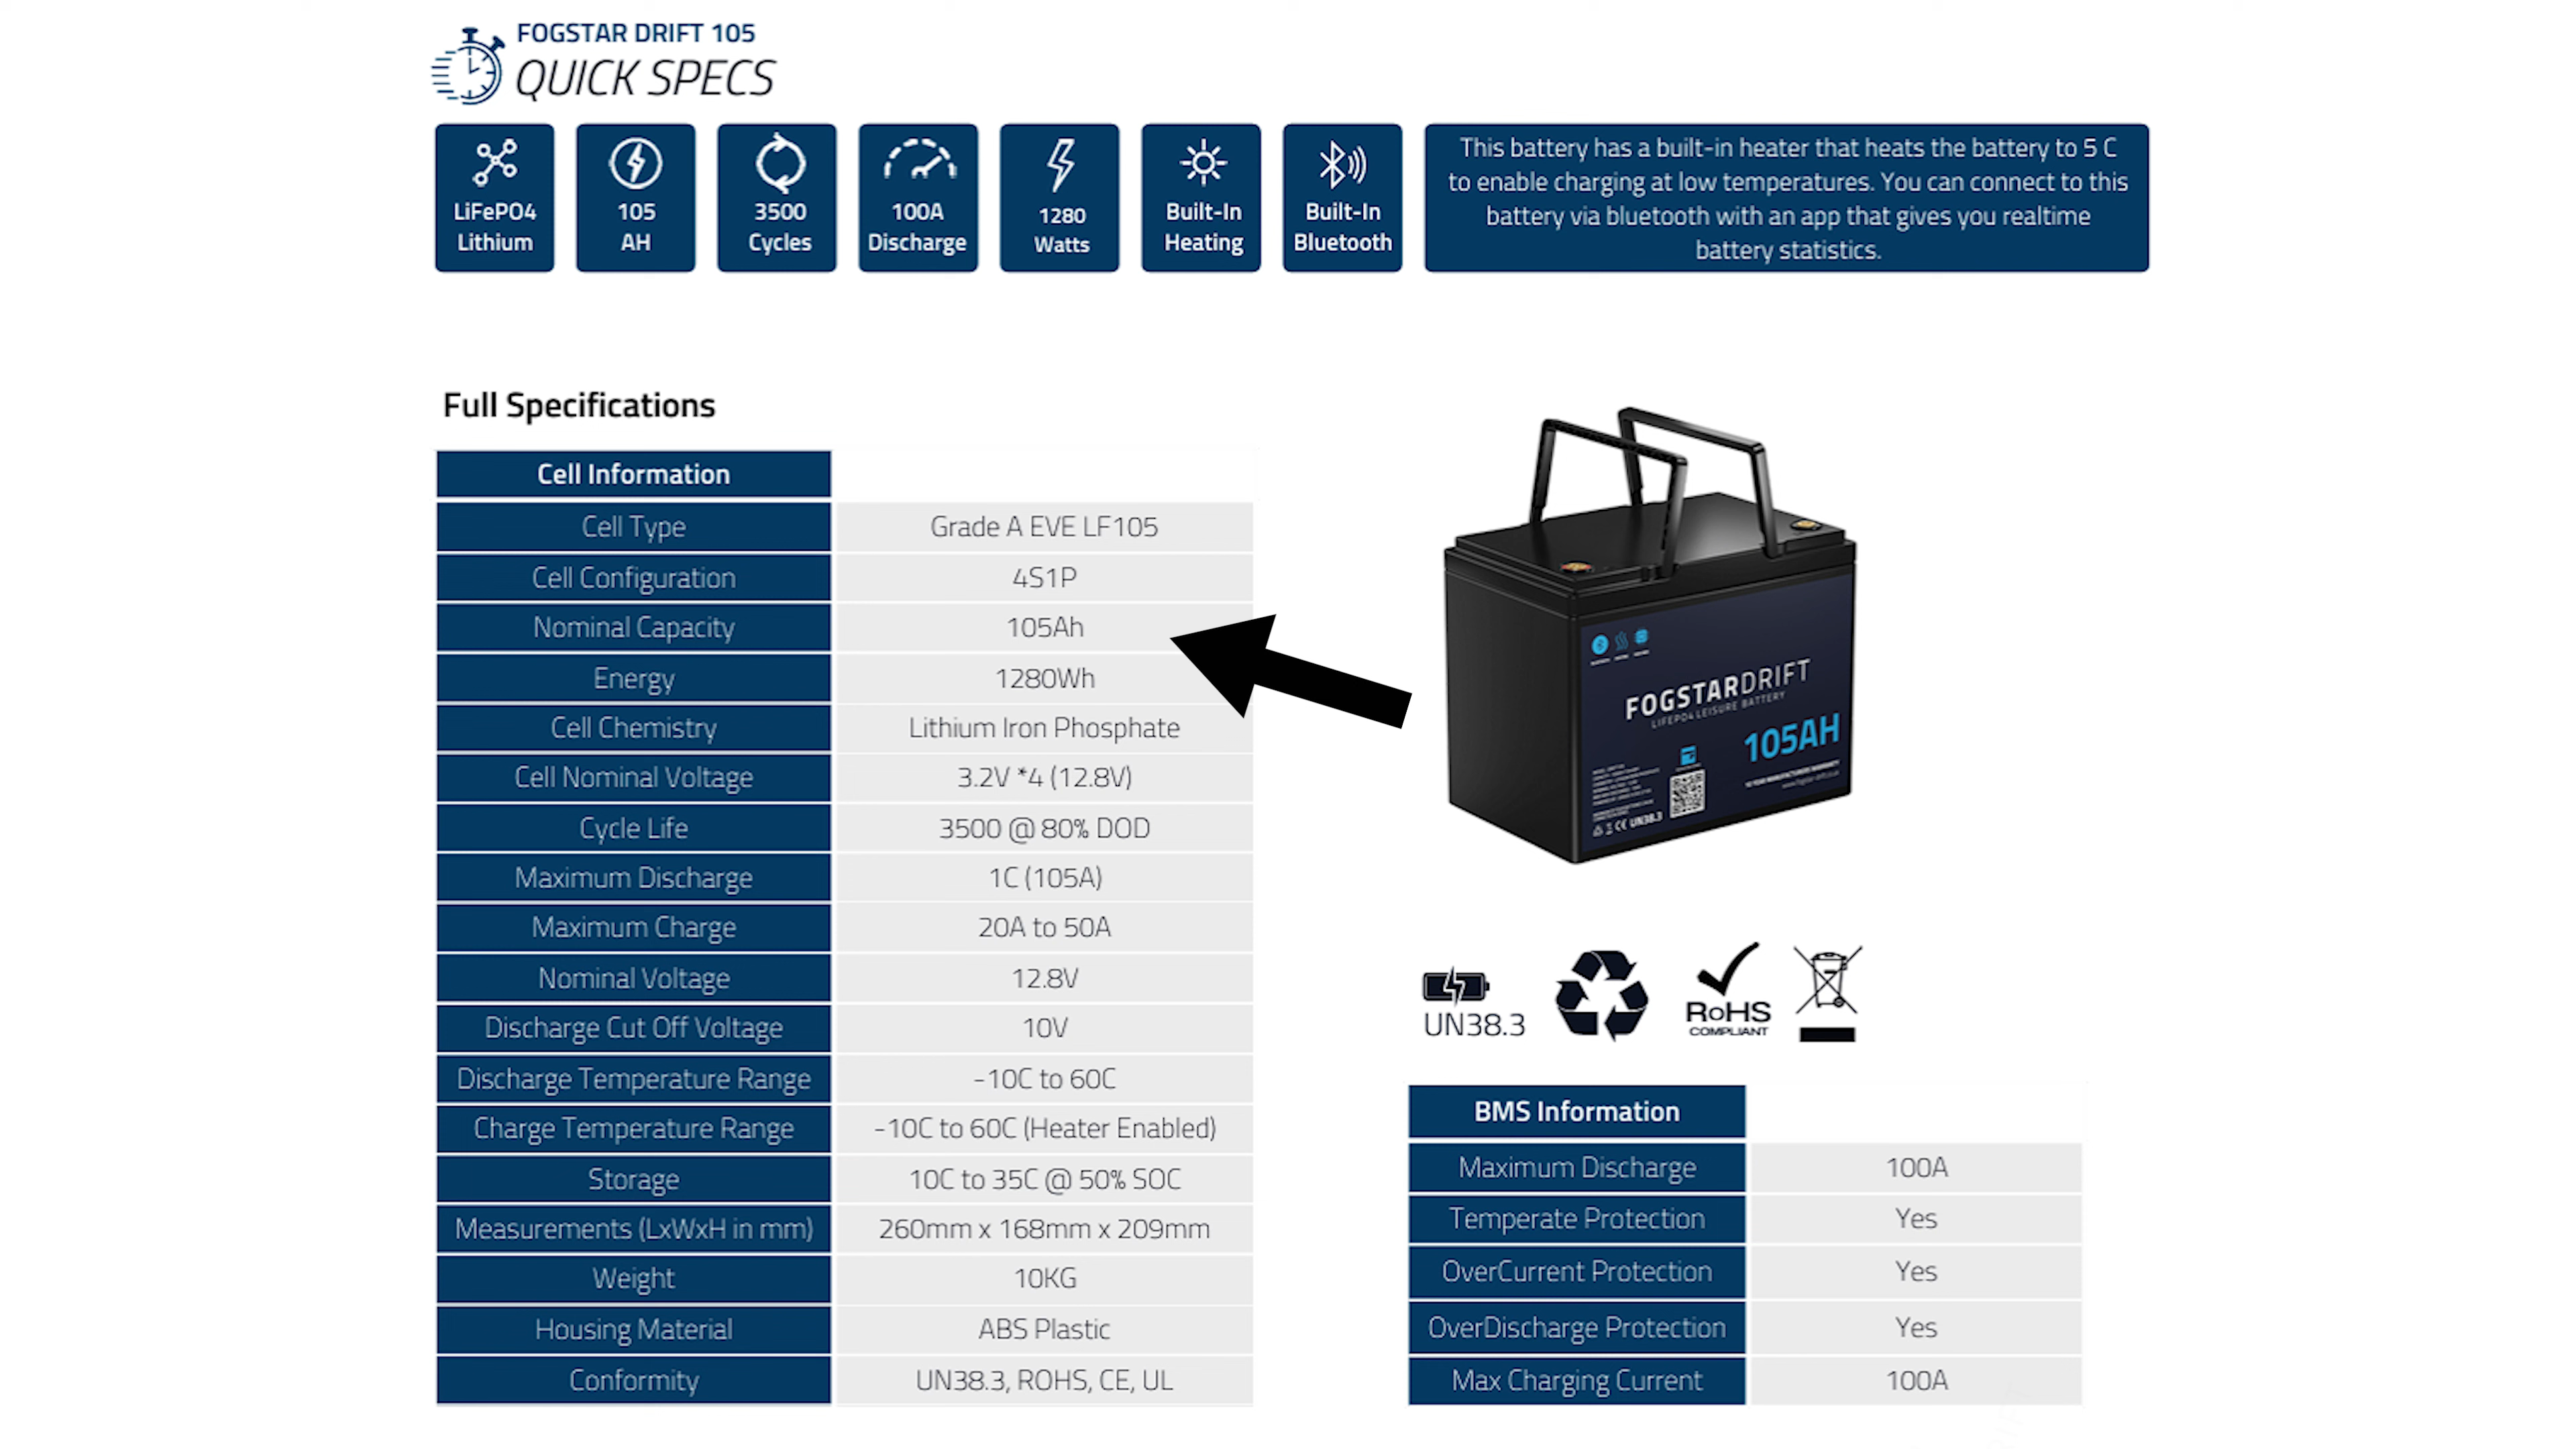 FOGSTAR DRIFT 105
QUICK SPECS
LiFePO4
Lithium
105
AH
3500
Cycles
100A
Discharge
1280
Watts
Built-In
Heating
Built-In
Bluetooth
This battery has a built-in heater that heats the battery to 5 C
to enable charging at low temperatures. You can connect to this
battery via bluetooth with an app that gives you realtime
battery statistics.
Full Specifications
Cell Information
Cell Type Grade A EVE LF105
Cell Configuration 4S1P
Nominal Capacity 105Ah
Energy 1280Wh
Cell Chemistry Lithium Iron Phosphate
Cell Nominal Voltage 3.2V *4 (12.8V)
Cycle Life 3500 @ 80% DOD
Maximum Discharge 1C (105A)
Maximum Charge 20A to 50A
Nominal Voltage 12.8V
Discharge Cut Off Voltage 10V
Discharge Temperature Range -10C to 60C
Charge Temperature Range -10C to 60C (Heater Enabled)
Storage 10C to 35C @ 50% SOC
Measurements (LxWxH in mm) 260mm x 168mm x 209mm
Weight 10KG
Housing Material ABS Plastic
Conformity UN38.3, ROHS, CE, UL
FOGSTARDRIFT
LIFEPO4 LEISURE BATTERY
105AH
CE UN38.3
UN38.3
RoHS
COMPLIANT
BMS Information
Maximum Discharge 100A
Temperate Protection Yes
OverCurrent Protection Yes
OverDischarge Protection Yes
Max Charging Current 100A